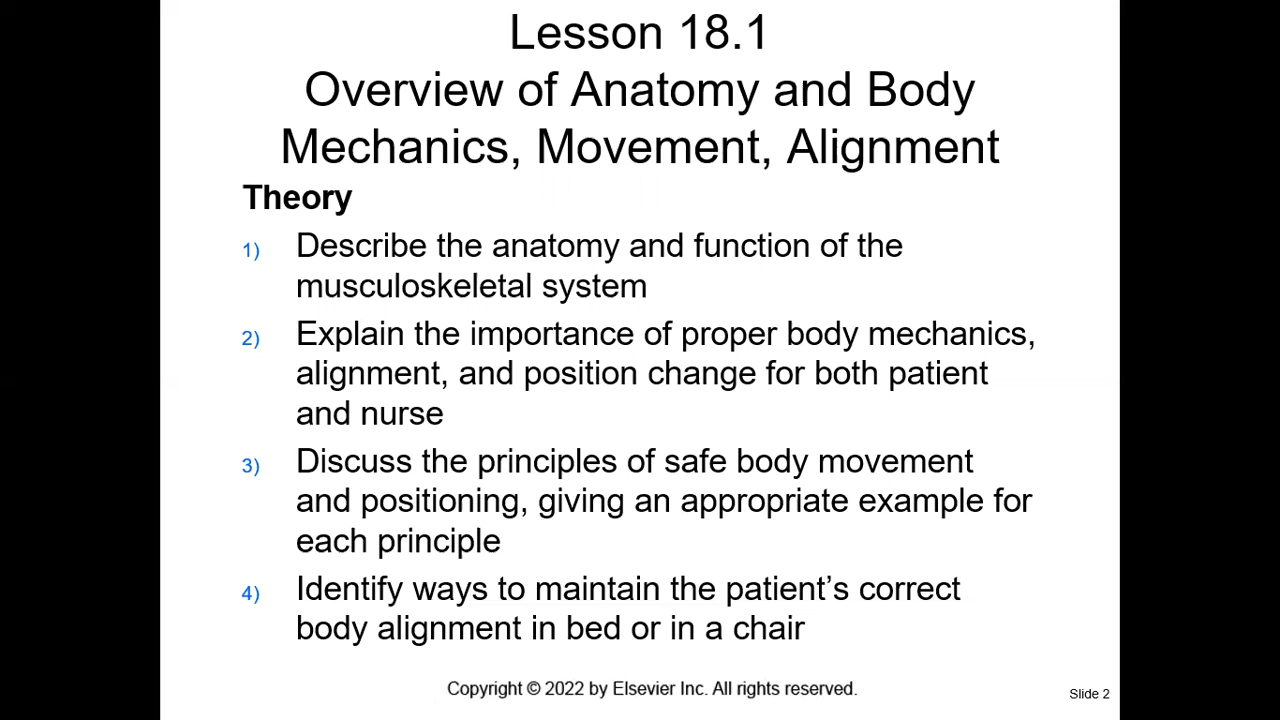 Lesson 18.1
Overview of Anatomy and Body
Mechanics, Movement, Alignment
Theory
1) Describe the anatomy and function of the
musculoskeletal system
2) Explain the importance of proper body mechanics,
alignment, and position change for both patient
and nurse
3) Discuss the principles of safe body movement
and positioning, giving an appropriate example for
each principle
4) Identify ways to maintain the patient’s correct
body alignment in bed or in a chair
Copyright © 2022 by Elsevier Inc. All rights reserved.
Slide 2